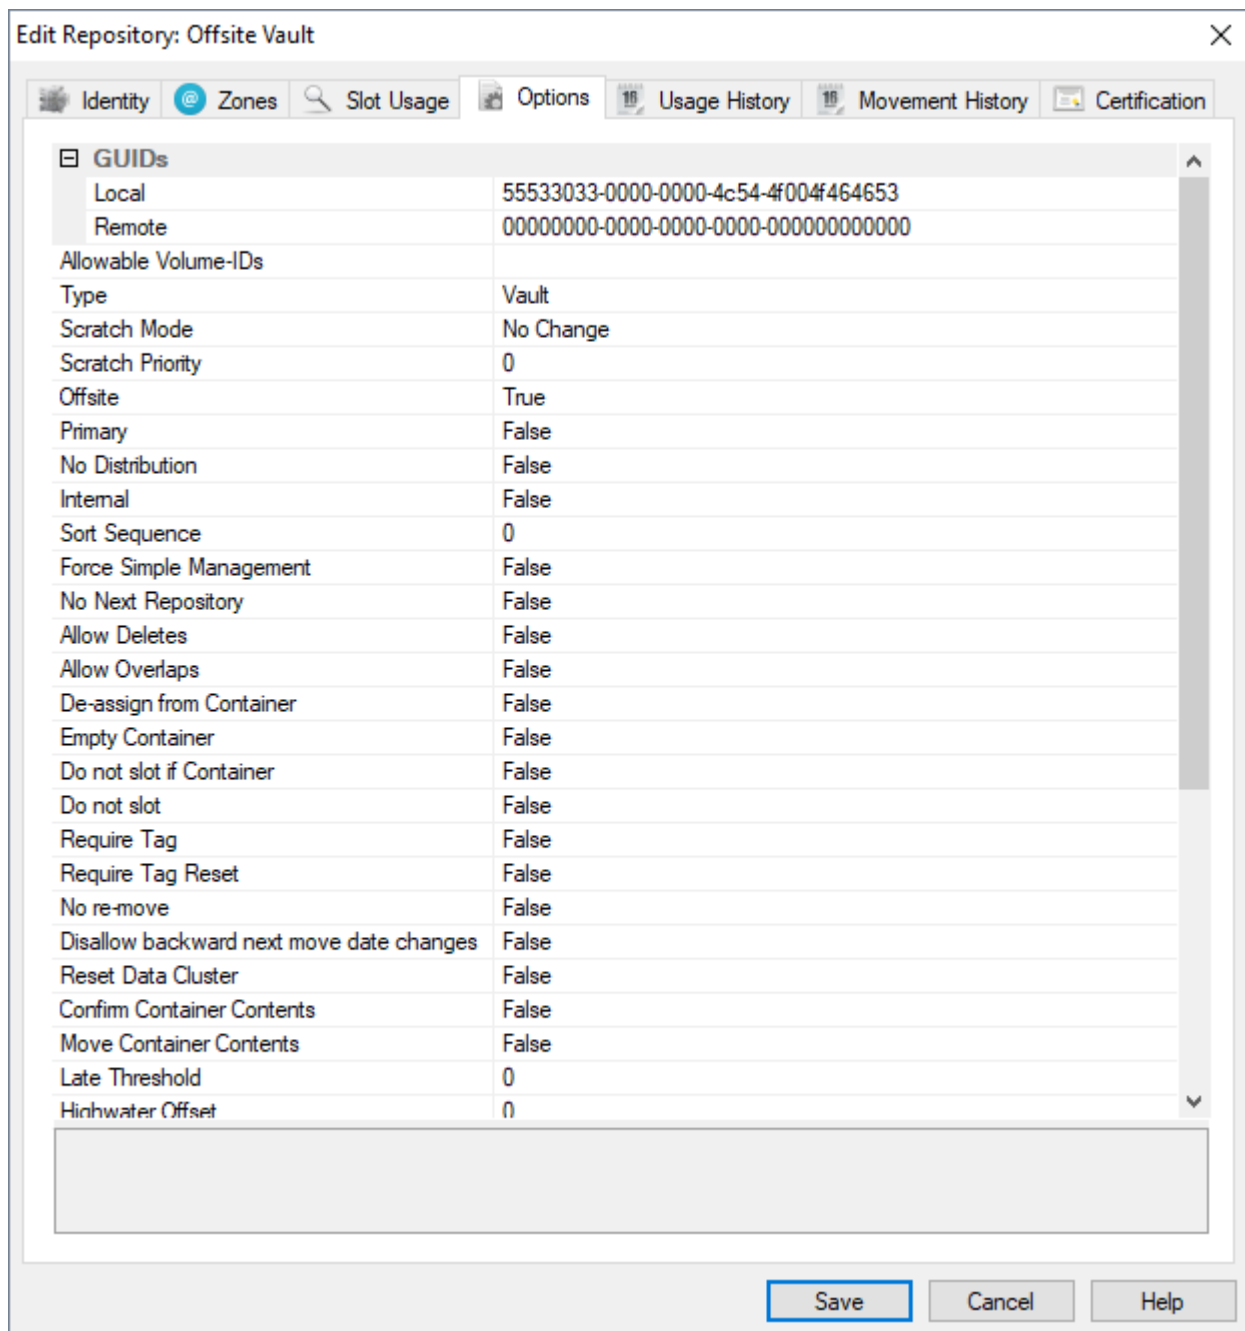 Edit Repository: Offsite Vault
Identity Zones Slot Usage Options Usage History Movement History Certification
GUIDs
Local 55533033-0000-0000-4c54-4f004f464653
Remote 00000000-0000-0000-0000-000000000000
Allowable Volume-IDs
Type Vault
Scratch Mode No Change
Scratch Priority 0
Offsite True
Primary False
No Distribution False
Internal False
Sort Sequence 0
Force Simple Management False
No Next Repository False
Allow Deletes False
Allow Overlaps False
De-assign from Container False
Empty Container False
Do not slot if Container False
Do not slot False
Require Tag False
Require Tag Reset False
No re-move False
Disallow backward next move date changes False
Reset Data Cluster False
Confirm Container Contents False
Move Container Contents False
Late Threshold 0
Highwater Offset 0
Save Cancel Help